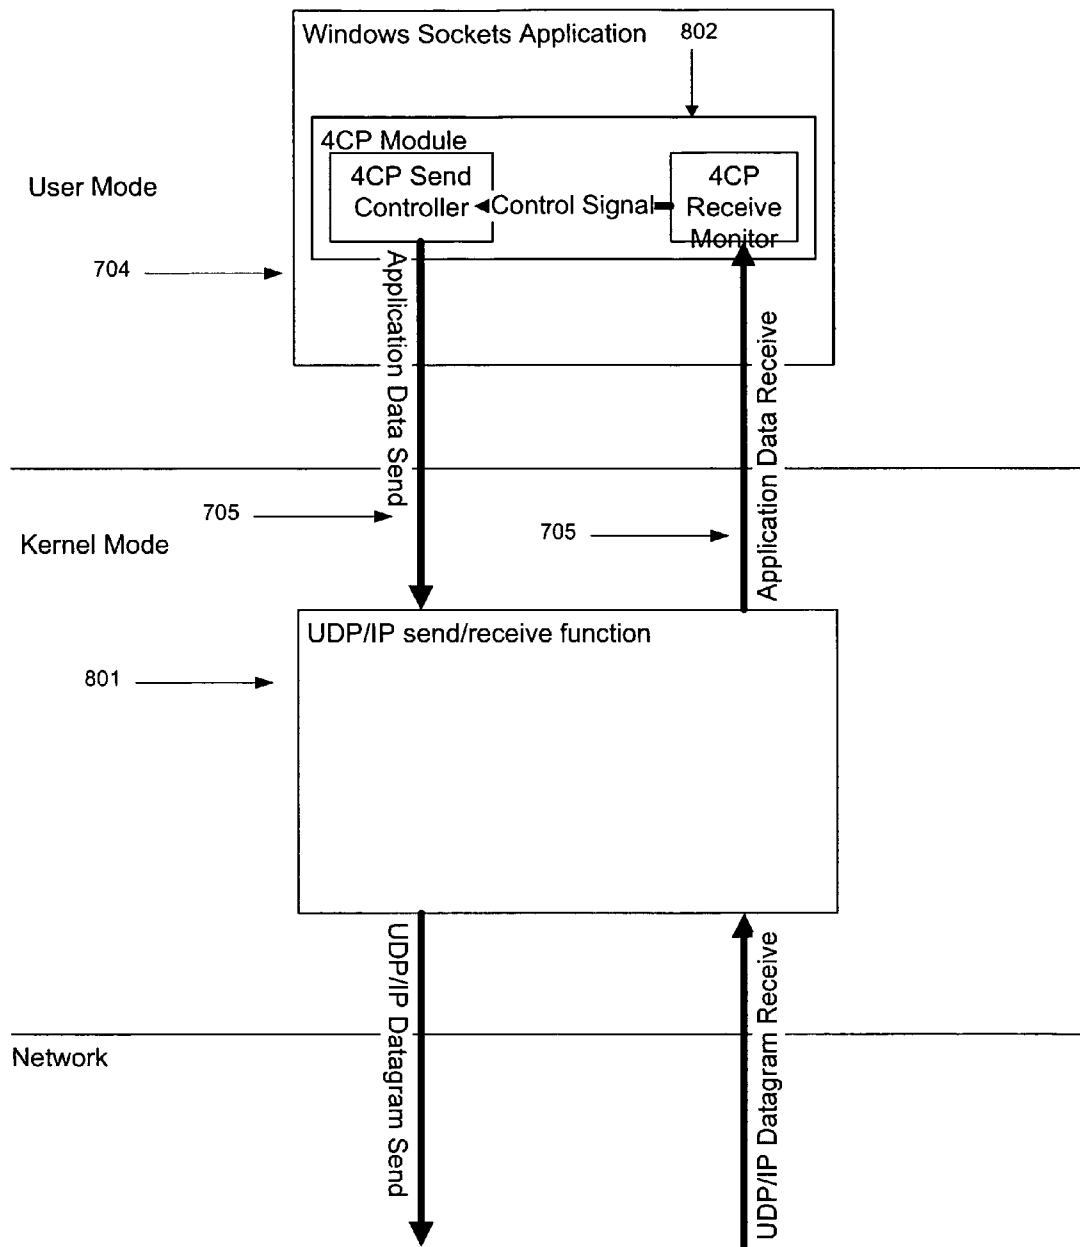 Windows Sockets Application
802
4CP Module
4CP Send
Controller
Control Signal
4CP
Receive
Monitor
User Mode
704
Application Data Send
Application Data Receive
705
705
Kernel Mode
UDP/IP send/receive function
801
UDP/IP Datagram Send
UDP/IP Datagram Receive
Network